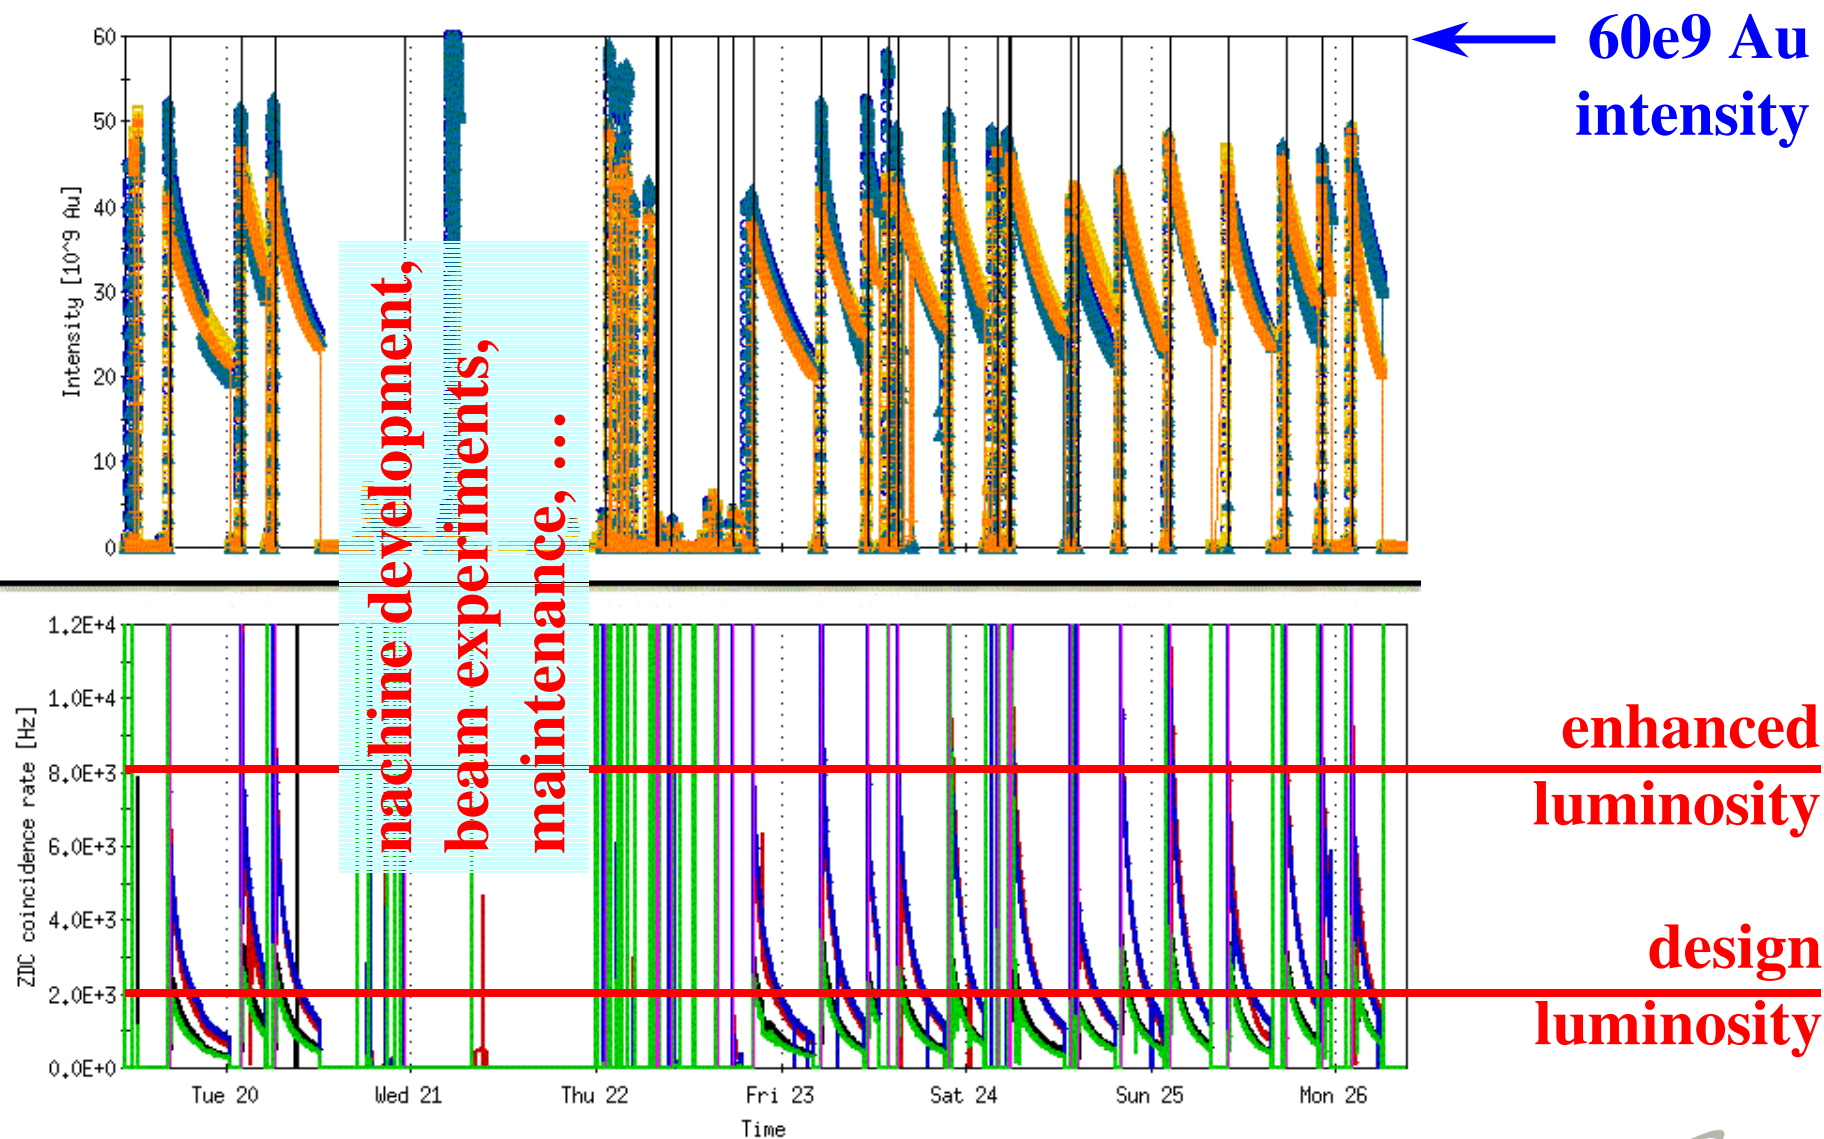 60
50
40
30
20
10
0
Intensity [10^9 Au]
60e9 Au
intensity
machine development,
beam experiments,
maintenance, ...
1.2E+4
1.0E+4
8.0E+3
6.0E+3
4.0E+3
2.0E+3
0.0E+0
ZDC coincidence rate [Hz]
enhanced
luminosity
design
luminosity
Tue 20 Wed 21 Thu 22 Fri 23 Sat 24 Sun 25 Mon 26
Time